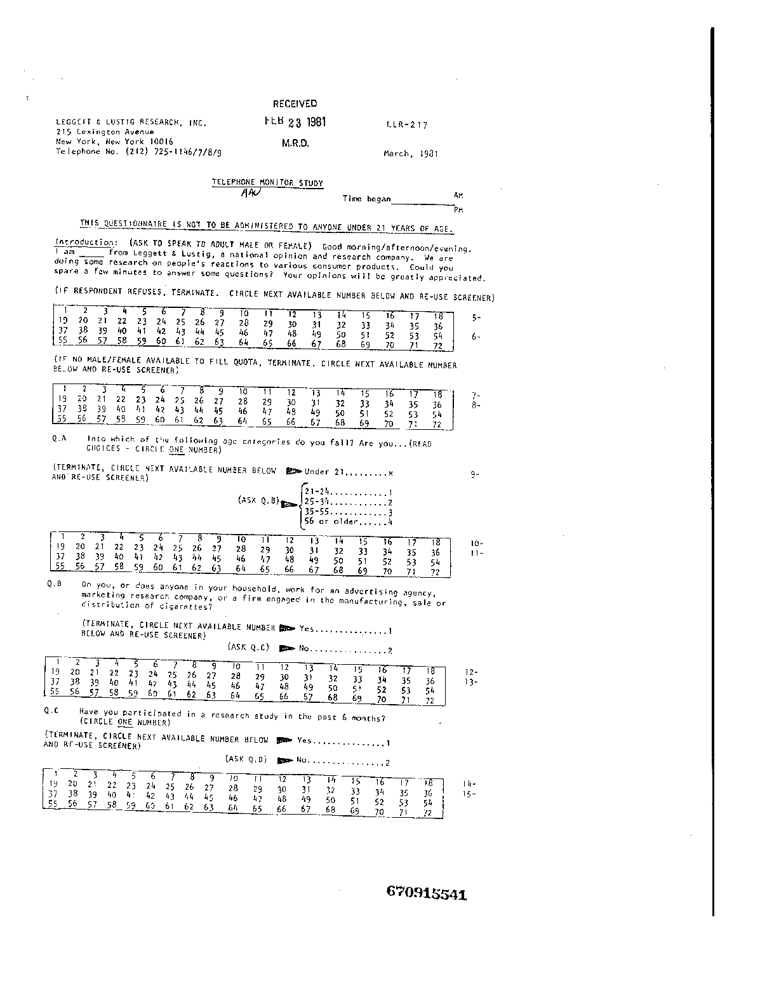 RECEIVED
FEB 23 1981
M.R.D.
LEGGETT & LUSTIG RESEARCH, INC.
215 Lexington Avenue
New York, New York 10016
Telephone No. (212) 725-1146/7/8/9
LLR-217
March, 1981
TELEPHONE MONITOR STUDY
Time began AM
PM
THIS QUESTIONNAIRE IS NOT TO BE ADMINISTERED TO ANYONE UNDER 21 YEARS OF AGE.
Introduction: (ASK TO SPEAK TO ADULT MALE OR FEMALE) Good morning/afternoon/evening.
I am _____ from Leggett & Lustig, a national opinion and research company. We are
doing some research on people's reactions to various consumer products. Could you
spare a few minutes to answer some questions? Your opinions will be greatly appreciated.
(IF RESPONDENT REFUSES, TERMINATE. CIRCLE NEXT AVAILABLE NUMBER BELOW AND RE-USE SCREENER)
1 2 3 4 5 6 7 8 9 10 11 12 13 14 15 16 17 18 5-
19 20 21 22 23 24 25 26 27 28 29 30 31 32 33 34 35 36
37 38 39 40 41 42 43 44 45 46 47 48 49 50 51 52 53 54 6-
55 56 57 58 59 60 61 62 63 64 65 66 67 68 69 70 71 72
(IF NO MALE/FEMALE AVAILABLE TO FILL QUOTA, TERMINATE. CIRCLE NEXT AVAILABLE NUMBER
BELOW AND RE-USE SCREENER)
1 2 3 4 5 6 7 8 9 10 11 12 13 14 15 16 17 18 7-
19 20 21 22 23 24 25 26 27 28 29 30 31 32 33 34 35 36 8-
37 38 39 40 41 42 43 44 45 46 47 48 49 50 51 52 53 54
55 56 57 58 59 60 61 62 63 64 65 66 67 68 69 70 71 72
Q.A Into which of the following age categories do you fall? Are you...(READ
CHOICES - CIRCLE ONE NUMBER)
(TERMINATE, CIRCLE NEXT AVAILABLE NUMBER BELOW Under 21.........x 9-
AND RE-USE SCREENER)
21-24............1
(ASK Q.B) 25-34............2
35-55............3
56 or older......4
1 2 3 4 5 6 7 8 9 10 11 12 13 14 15 16 17 18 10-
19 20 21 22 23 24 25 26 27 28 29 30 31 32 33 34 35 36 11-
37 38 39 40 41 42 43 44 45 46 47 48 49 50 51 52 53 54
55 56 57 58 59 60 61 62 63 64 65 66 67 68 69 70 71 72
Q.B Do you, or does anyone in your household, work for an advertising agency,
marketing research company, or a firm engaged in the manufacturing, sale or
distribution of cigarettes?
(TERMINATE, CIRCLE NEXT AVAILABLE NUMBER Yes...............1
BELOW AND RE-USE SCREENER)
(ASK Q.C) No................2
1 2 3 4 5 6 7 8 9 10 11 12 13 14 15 16 17 18 12-
19 20 21 22 23 24 25 26 27 28 29 30 31 32 33 34 35 36 13-
37 38 39 40 41 42 43 44 45 46 47 48 49 50 51 52 53 54
55 56 57 58 59 60 61 62 63 64 65 66 67 68 69 70 71 72
Q.C Have you participated in a research study in the past 6 months?
(CIRCLE ONE NUMBER)
(TERMINATE, CIRCLE NEXT AVAILABLE NUMBER BELOW Yes...............1
AND RE-USE SCREENER)
(ASK Q.D) No................2
1 2 3 4 5 6 7 8 9 10 11 12 13 14 15 16 17 18 14-
19 20 21 22 23 24 25 26 27 28 29 30 31 32 33 34 35 36 15-
37 38 39 40 41 42 43 44 45 46 47 48 49 50 51 52 53 54
55 56 57 58 59 60 61 62 63 64 65 66 67 68 69 70 71 72
670915541